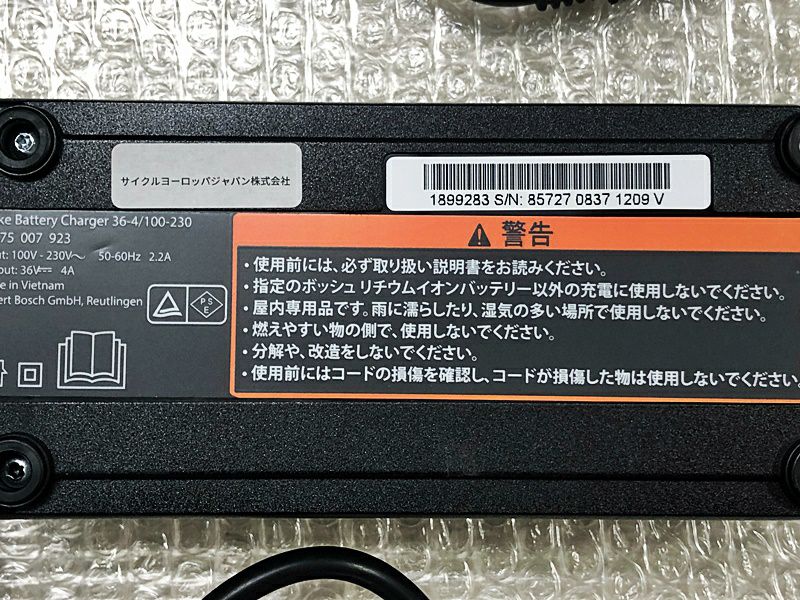 サイクルヨーロッパジャパン株式会社
1899283 S/N: 85727 0837 1209 V
ke Battery Charger 36-4/100-230
75 007 923
ut: 100V - 230V～ 50-60Hz 2.2A
put: 36V⎓ 4A
de in Vietnam
ert Bosch GmbH, Reutlingen
PS
E
警告
・使用前には、必ず取り扱い説明書をお読みください。
・指定のボッシュ リチウムイオンバッテリー以外の充電に使用しないでください。
・屋内専用品です。雨に濡らしたり、湿気の多い場所で使用しないでください。
・燃えやすい物の側で、使用しないでください。
・分解や、改造をしないでください。
・使用前にはコードの損傷を確認し、コードが損傷した物は使用しないでください。